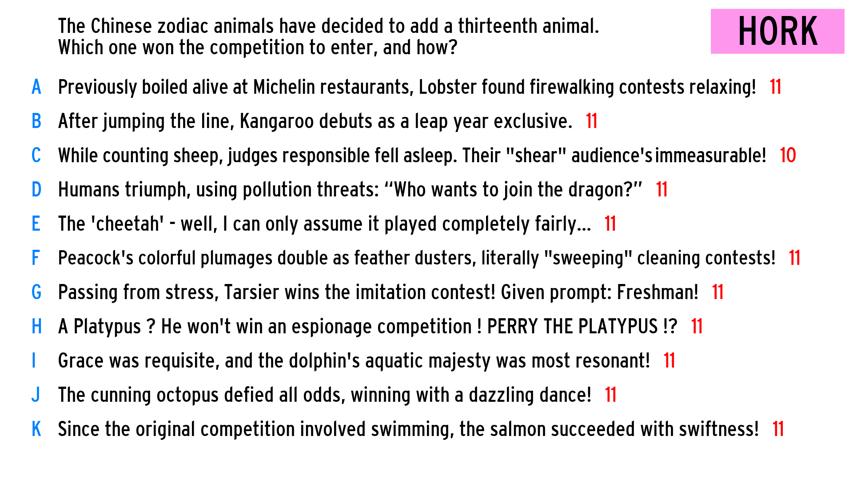 The Chinese zodiac animals have decided to add a thirteenth animal.
Which one won the competition to enter, and how?
HORK
A Previously boiled alive at Michelin restaurants, Lobster found firewalking contests relaxing! 11
B After jumping the line, Kangaroo debuts as a leap year exclusive. 11
C While counting sheep, judges responsible fell asleep. Their "shear" audience's immeasurable! 10
D Humans triumph, using pollution threats: “Who wants to join the dragon?” 11
E The 'cheetah' - well, I can only assume it played completely fairly... 11
F Peacock's colorful plumages double as feather dusters, literally "sweeping" cleaning contests! 11
G Passing from stress, Tarsier wins the imitation contest! Given prompt: Freshman! 11
H A Platypus ? He won't win an espionage competition ! PERRY THE PLATYPUS !? 11
I Grace was requisite, and the dolphin's aquatic majesty was most resonant! 11
J The cunning octopus defied all odds, winning with a dazzling dance! 11
K Since the original competition involved swimming, the salmon succeeded with swiftness! 11